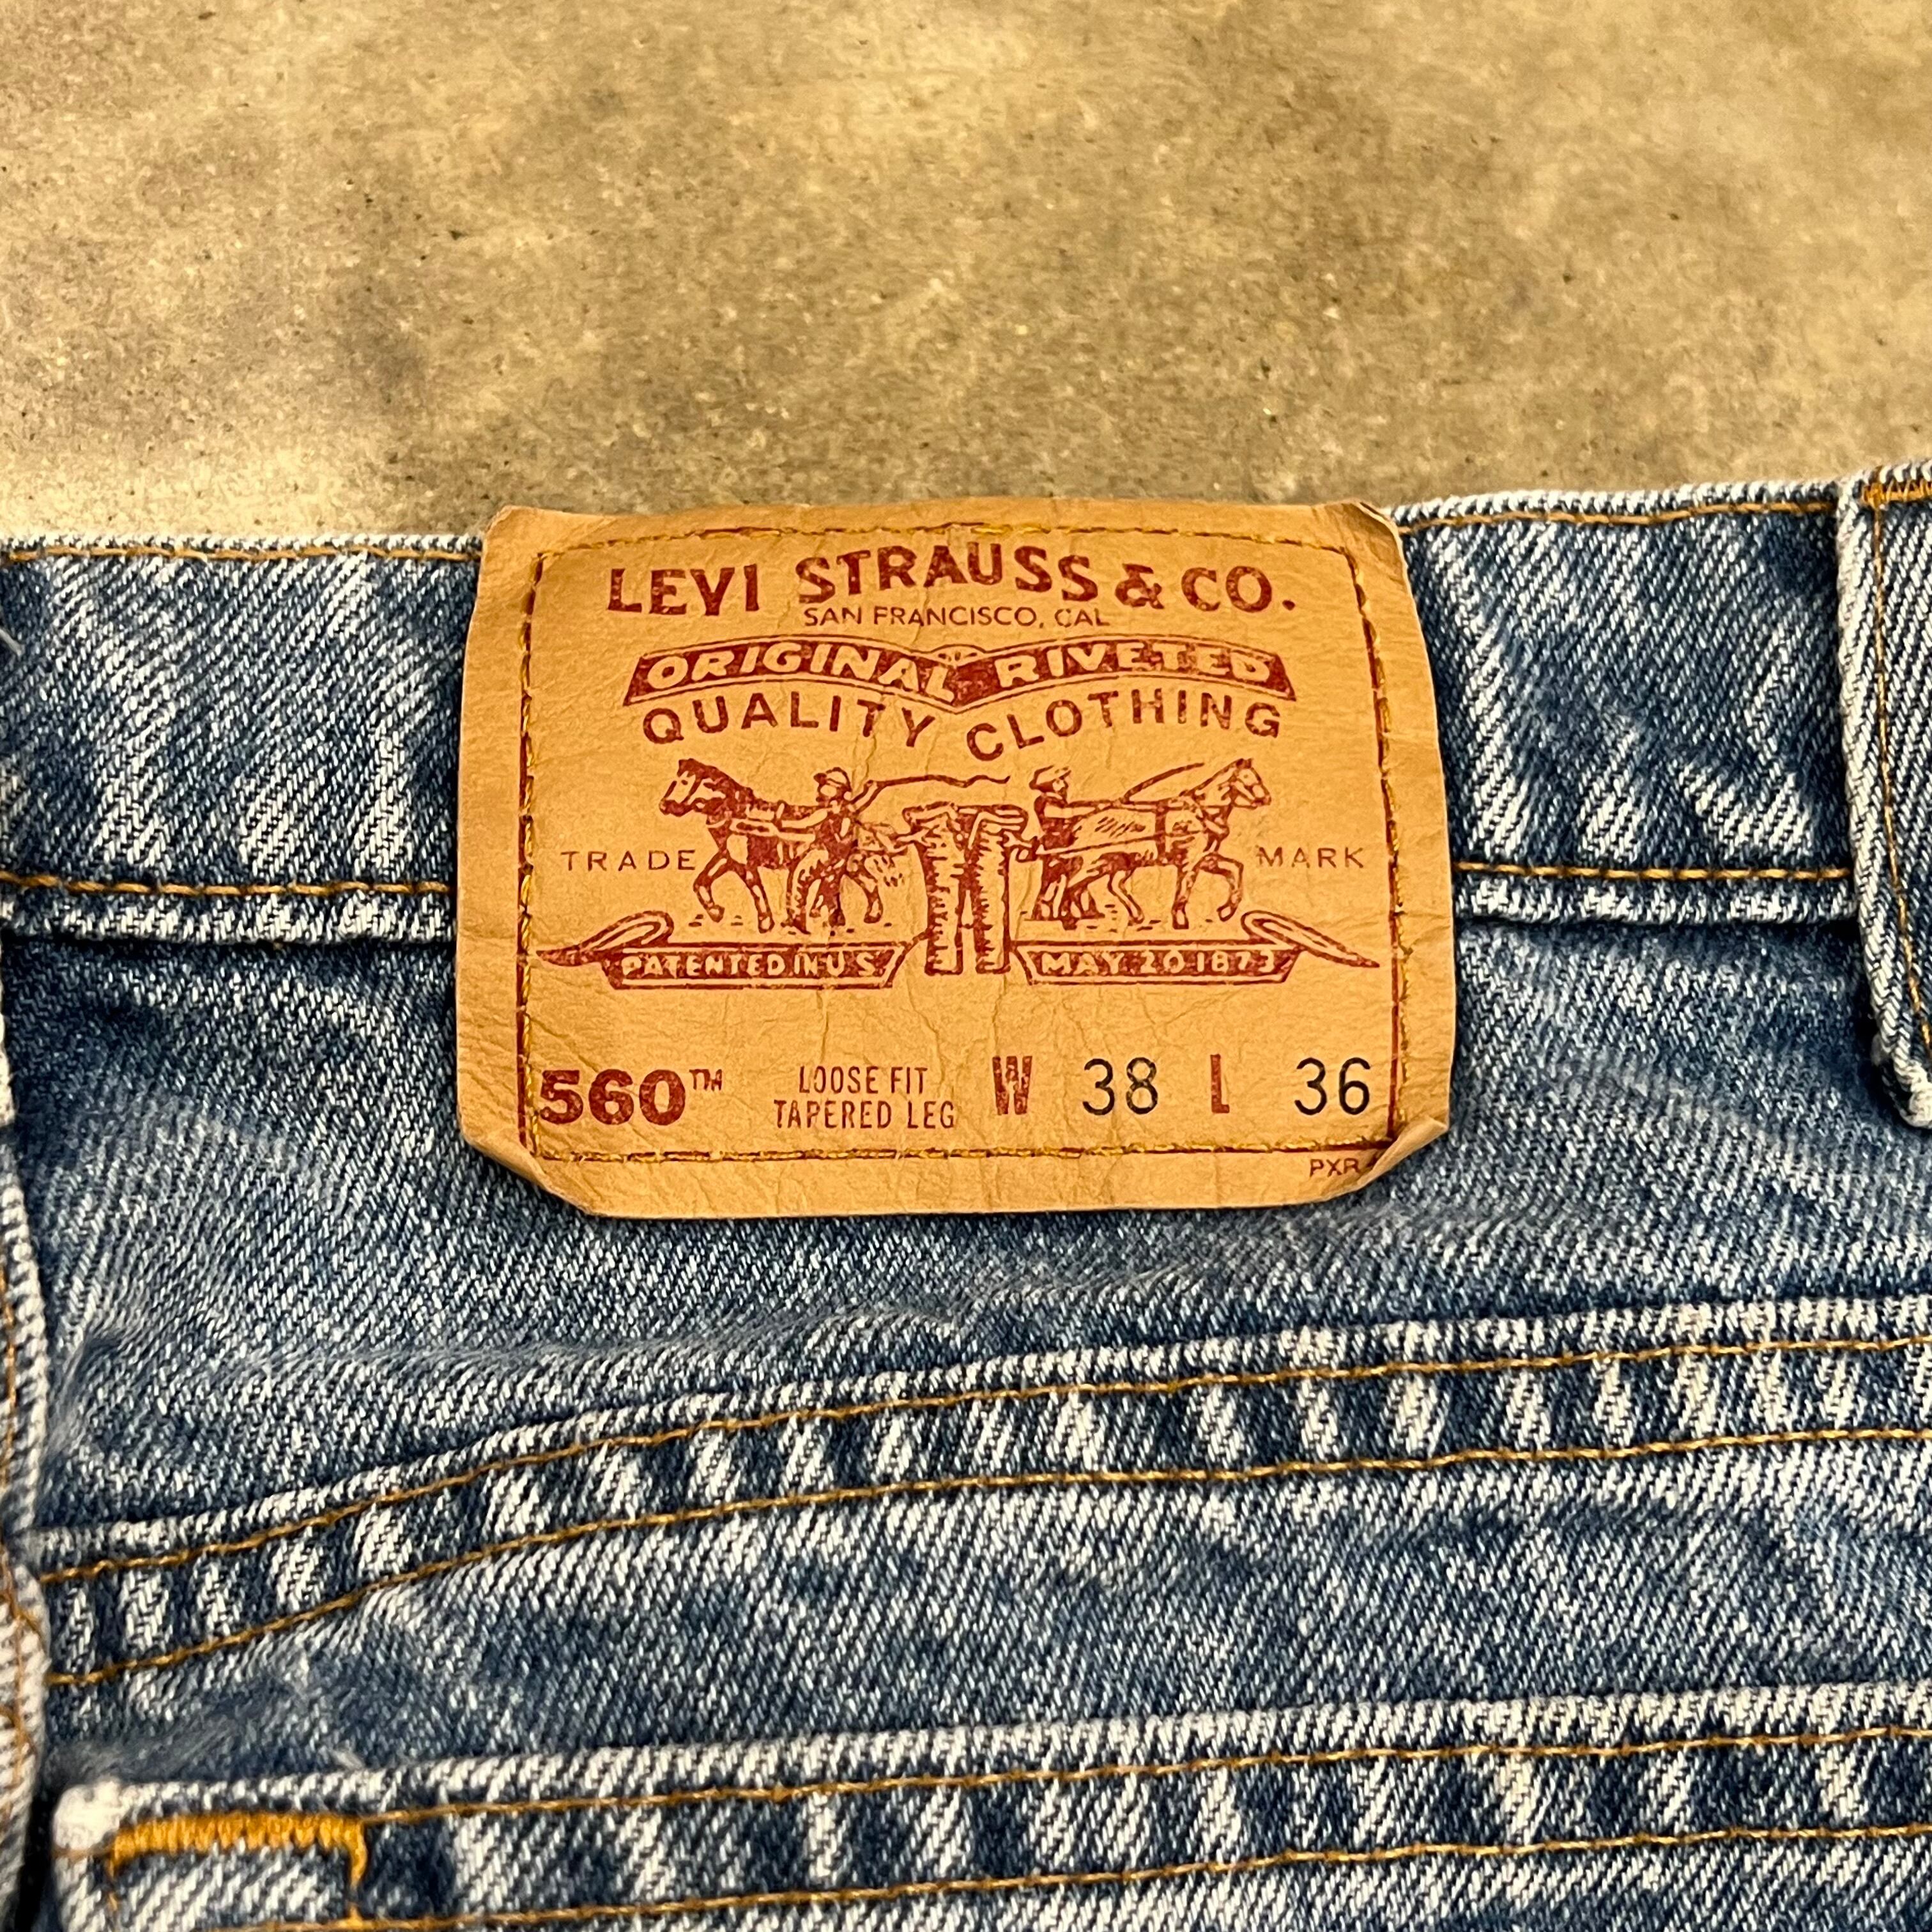 LEVI STRAUSS & CO.
SAN FRANCISCO, CAL
ORIGINAL RIVETED
QUALITY CLOTHING
TRADE MARK
PATENTED IN U S MAY 20 1873
560™ LOOSE FIT W 38 L 36
TAPERED LEG
PXR